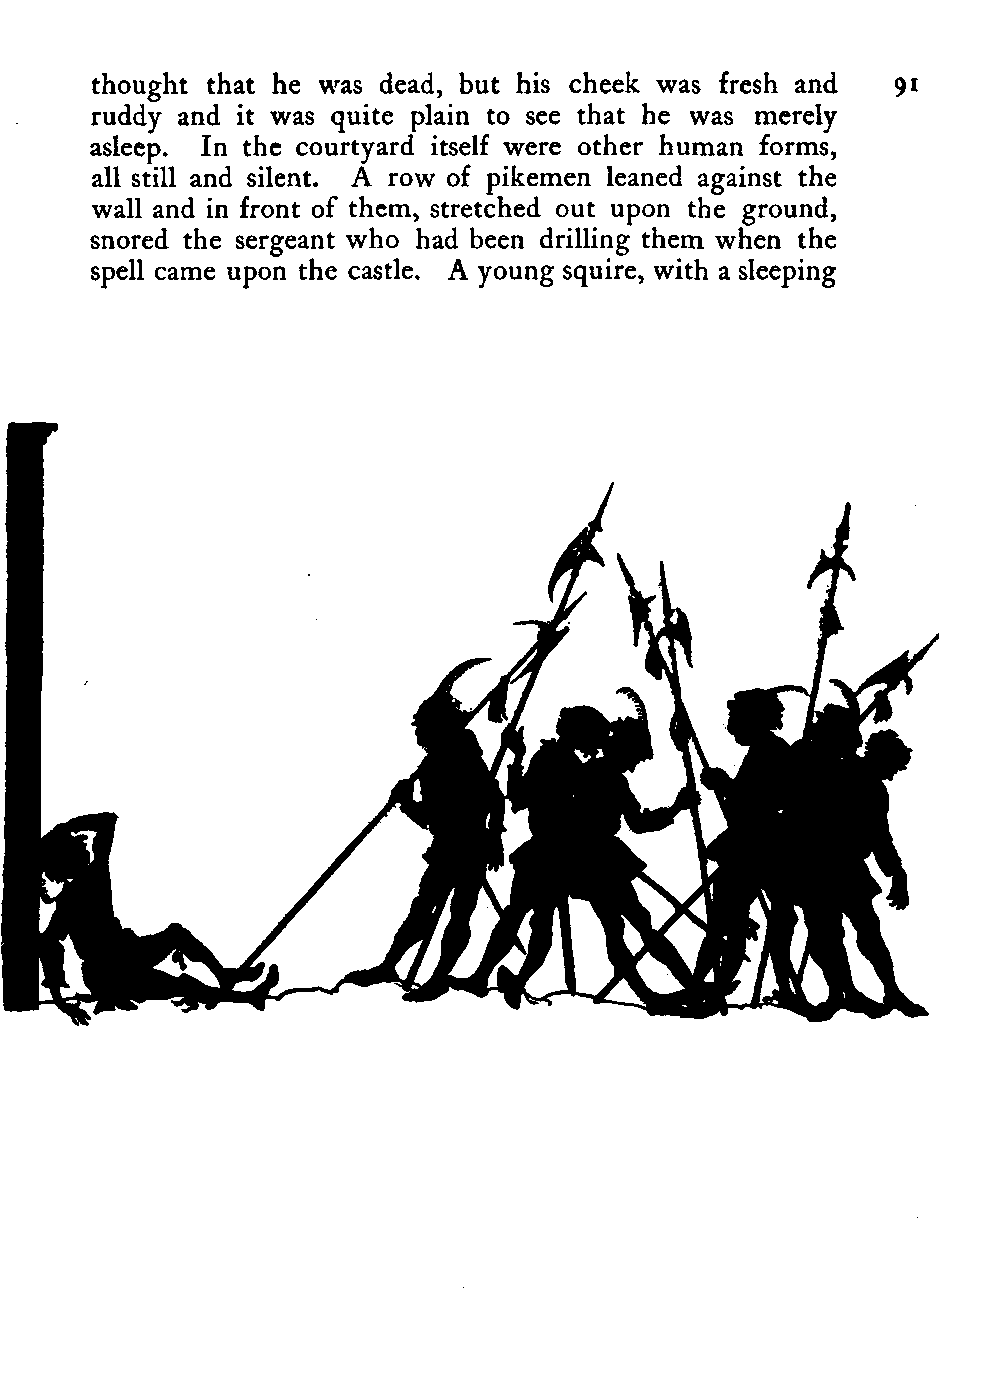 thought that he was dead, but his cheek was fresh and 91
ruddy and it was quite plain to see that he was merely
asleep. In the courtyard itself were other human forms,
all still and silent. A row of pikemen leaned against the
wall and in front of them, stretched out upon the ground,
snored the sergeant who had been drilling them when the
spell came upon the castle. A young squire, with a sleeping